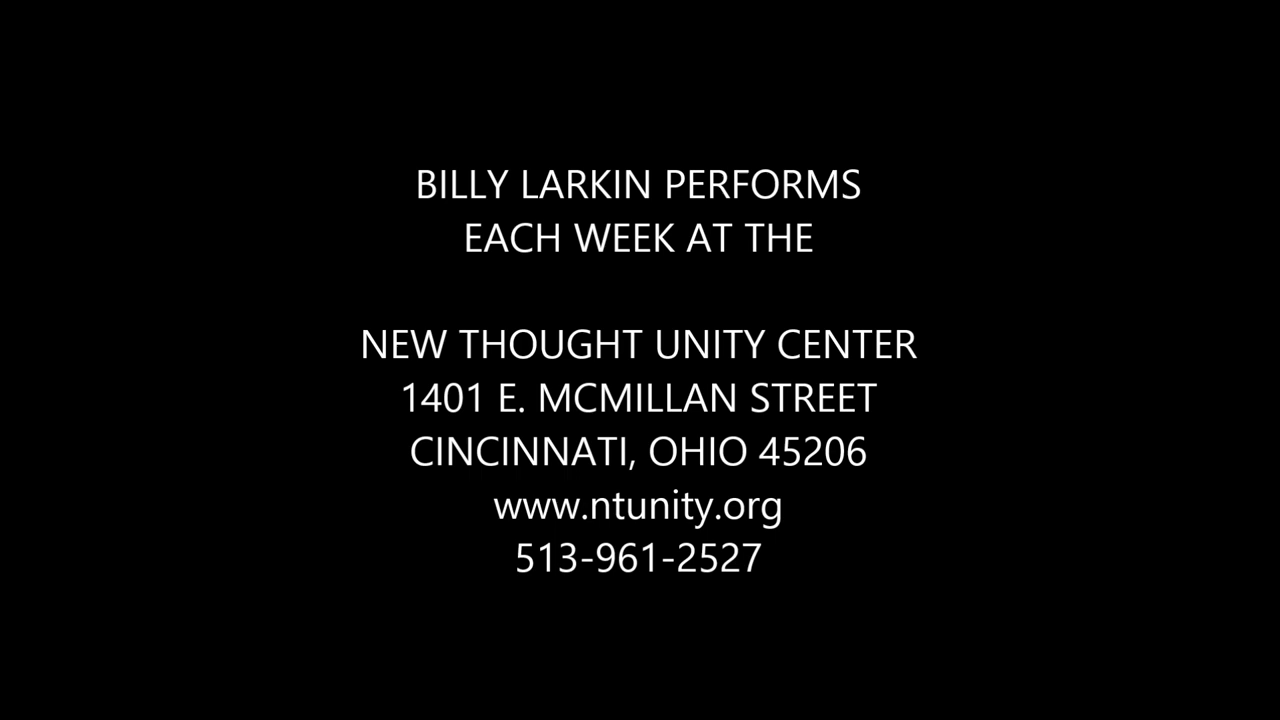 BILLY LARKIN PERFORMS
EACH WEEK AT THE
NEW THOUGHT UNITY CENTER
1401 E. MCMILLAN STREET
CINCINNATI, OHIO 45206
www.ntunity.org
513-961-2527